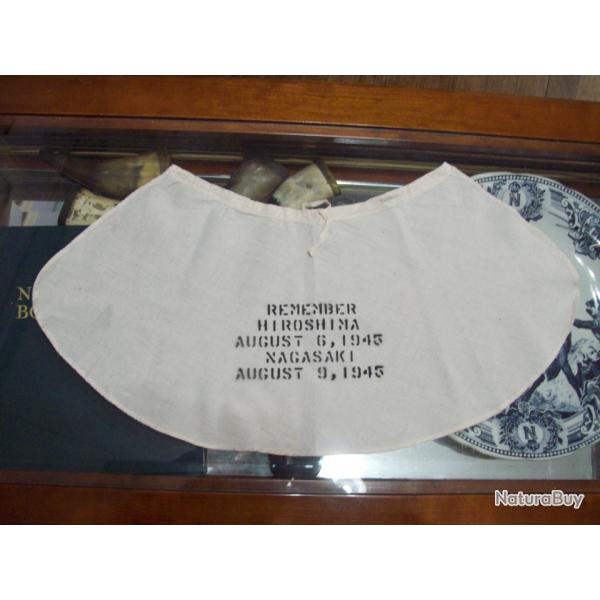 REMEMBER
HIROSHIMA
AUGUST 6,1945
NAGASAKI
AUGUST 9,1945
N
N
N
NaturaBuy